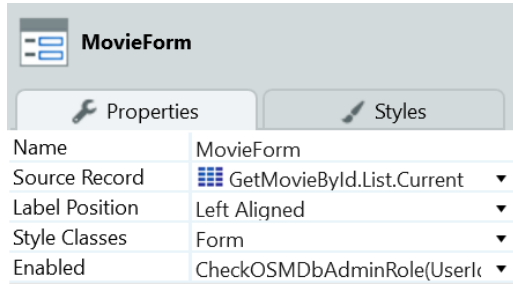 MovieForm
Properties Styles
Name MovieForm
Source Record GetMovieById.List.Current
Label Position Left Aligned
Style Classes Form
Enabled CheckOSMDbAdminRole(UserId